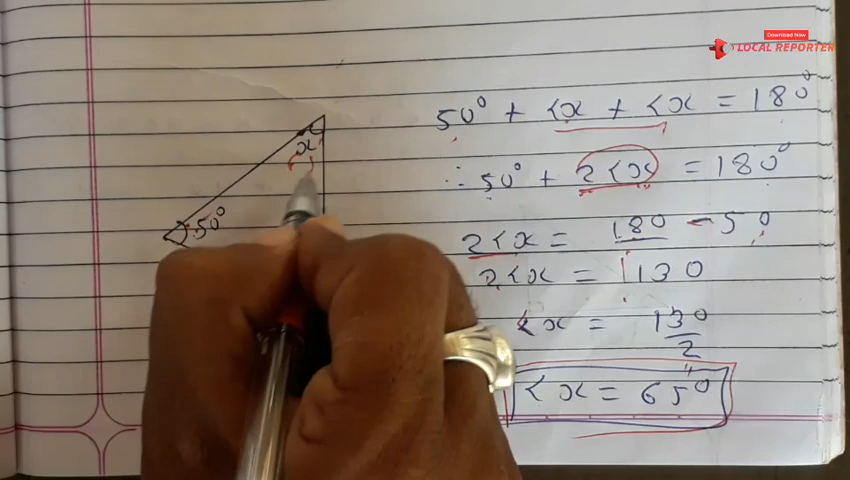 Download Now
LOCAL REPORTER
50° + <x + <x = 180°
∴ 50° + 2<x = 180°
2<x = 180 - 50
2<x = 130
<x = 130/2
<x = 65°
x
50°